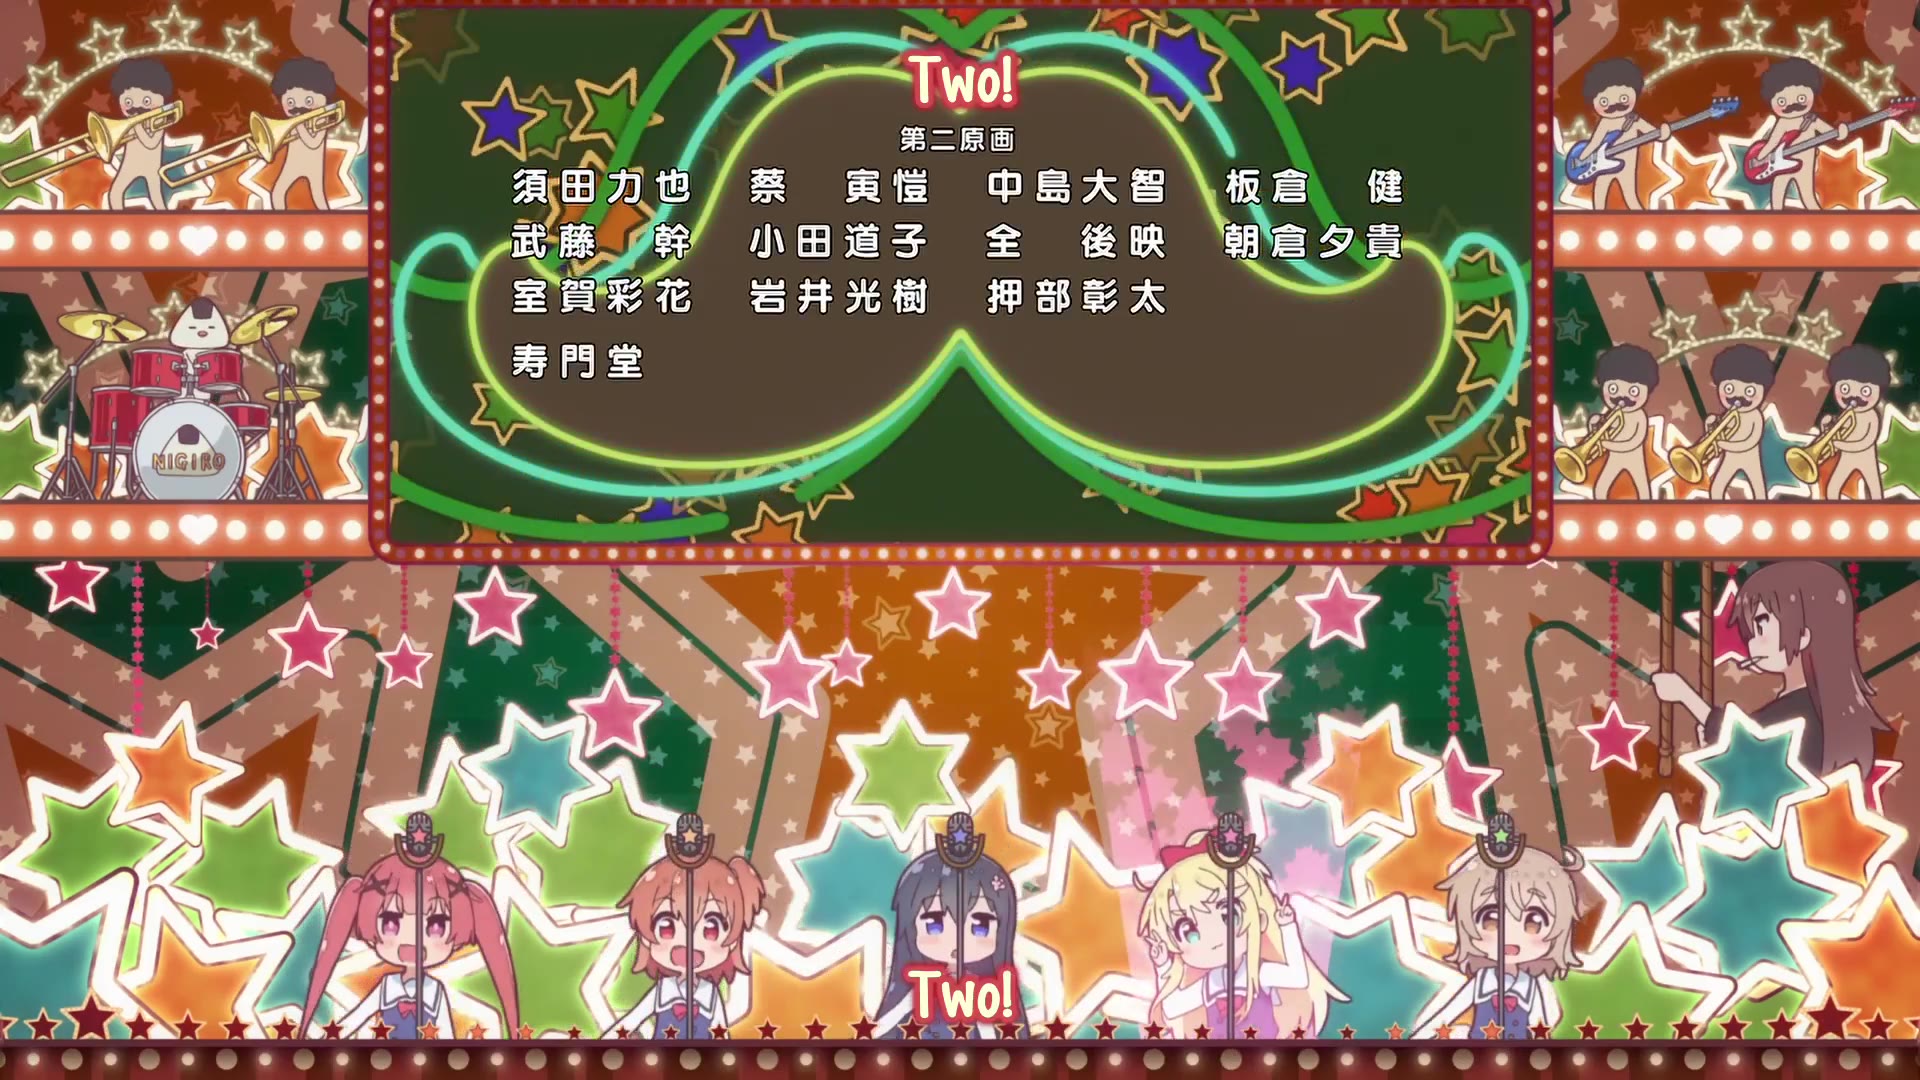 Two!
第二原画
須田力也 蔡 寅愷 中島大智 板倉 健
武藤 幹 小田道子 全 後映 朝倉夕貴
室賀彩花 岩井光樹 押部彰太
寿門堂
NIGIRO
Two!